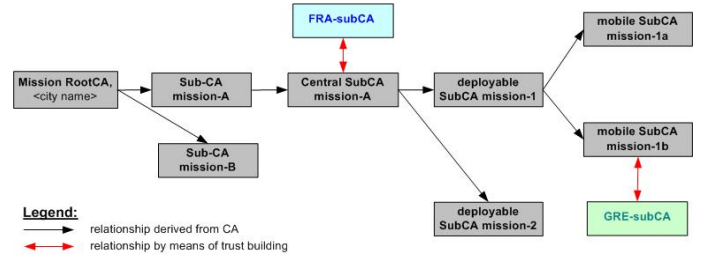 FRA-subCA
mobile SubCA
mission-1a
Mission RootCA,
<city name>
Sub-CA
mission-A
Central SubCA
mission-A
deployable
SubCA mission-1
Sub-CA
mission-B
mobile SubCA
mission-1b
Legend:
relationship derived from CA
relationship by means of trust building
deployable
SubCA mission-2
GRE-subCA